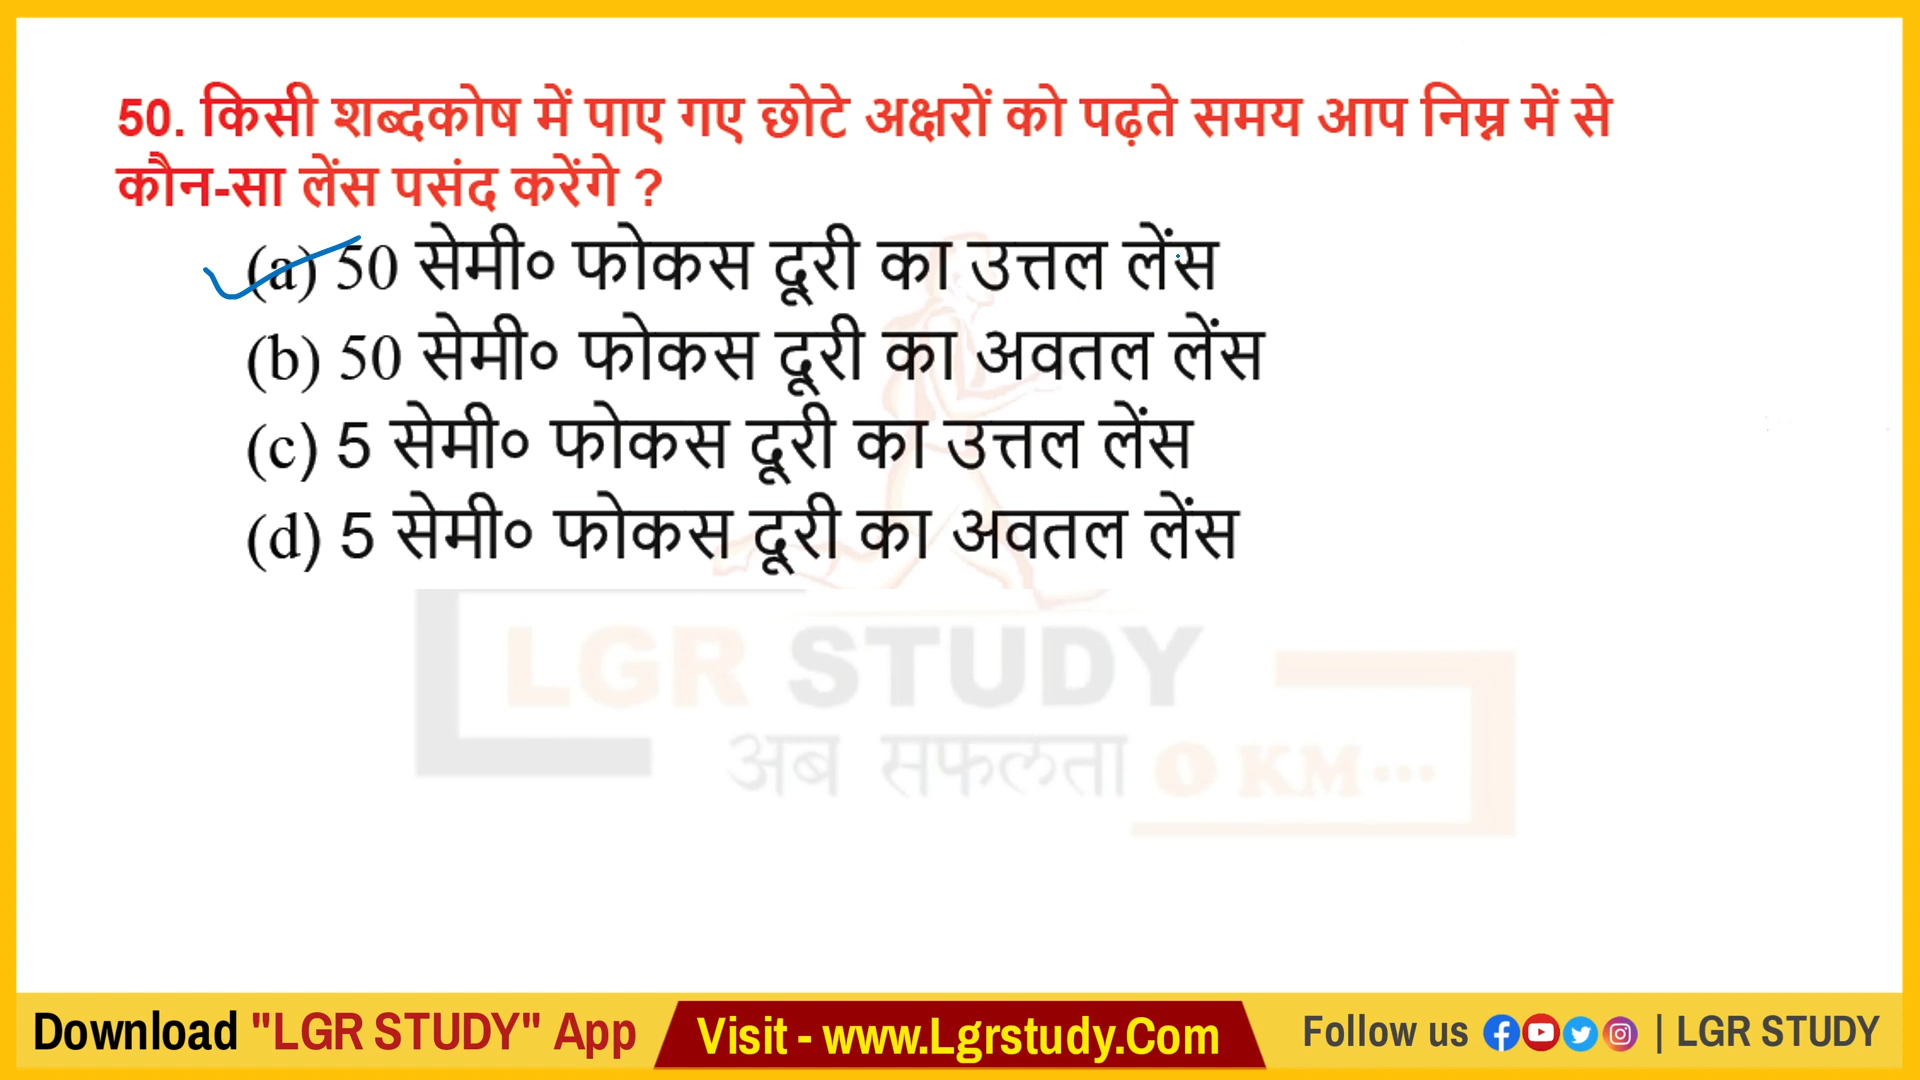 50. किसी शब्दकोष में पाए गए छोटे अक्षरों को पढ़ते समय आप निम्न में से
कौन-सा लेंस पसंद करेंगे ?
(a) 50 सेमी० फोकस दूरी का उत्तल लेंस
(b) 50 सेमी० फोकस दूरी का अवतल लेंस
(c) 5 सेमी० फोकस दूरी का उत्तल लेंस
(d) 5 सेमी० फोकस दूरी का अवतल लेंस
LGR STUDY
अब सफलता 0 KM...
Download "LGR STUDY" App
Visit - www.Lgrstudy.Com
Follow us | LGR STUDY